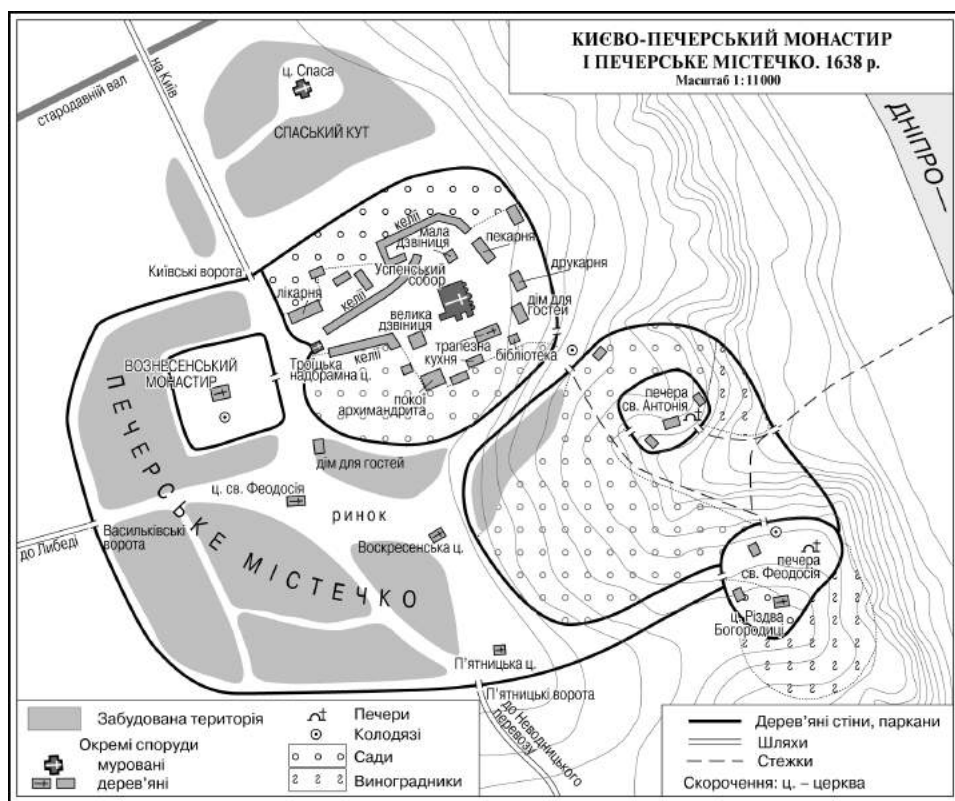 КИЄВО-ПЕЧЕРСЬКИЙ МОНАСТИР
І ПЕЧЕРСЬКЕ МІСТЕЧКО. 1638 р.
Масштаб 1:11000
ДНІПРО
стародавній вал
на Київ
ц. Спаса
СПАСЬКИЙ КУТ
келії
мала
дзвіниця
пекарня
Київські ворота
Успенський
собор
друкарня
лікарня
келії
дім для
гостей
велика
дзвіниця
трапезна
кухня
бібліотека
Троїцька
надбрамна ц.
келії
покої
архимандрита
ВОЗНЕСЕНСЬКИЙ
МОНАСТИР
печера
св. Антонія
дім для гостей
ПЕЧЕРСЬКЕ МІСТЕЧКО
ц. св. Феодосія
ринок
Васильківські
ворота
до Либеді
Воскресенська ц.
печера
св. Феодосія
ц. Різдва
Богородиці
П'ятницька ц.
П'ятницькі ворота
до Неводницького
перевозу
Забудована територія
Окремі споруди
муровані
дерев'яні
Печери
Колодязі
Сади
Виноградники
Дерев'яні стіни, паркани
Шляхи
Стежки
Скорочення: ц. – церква